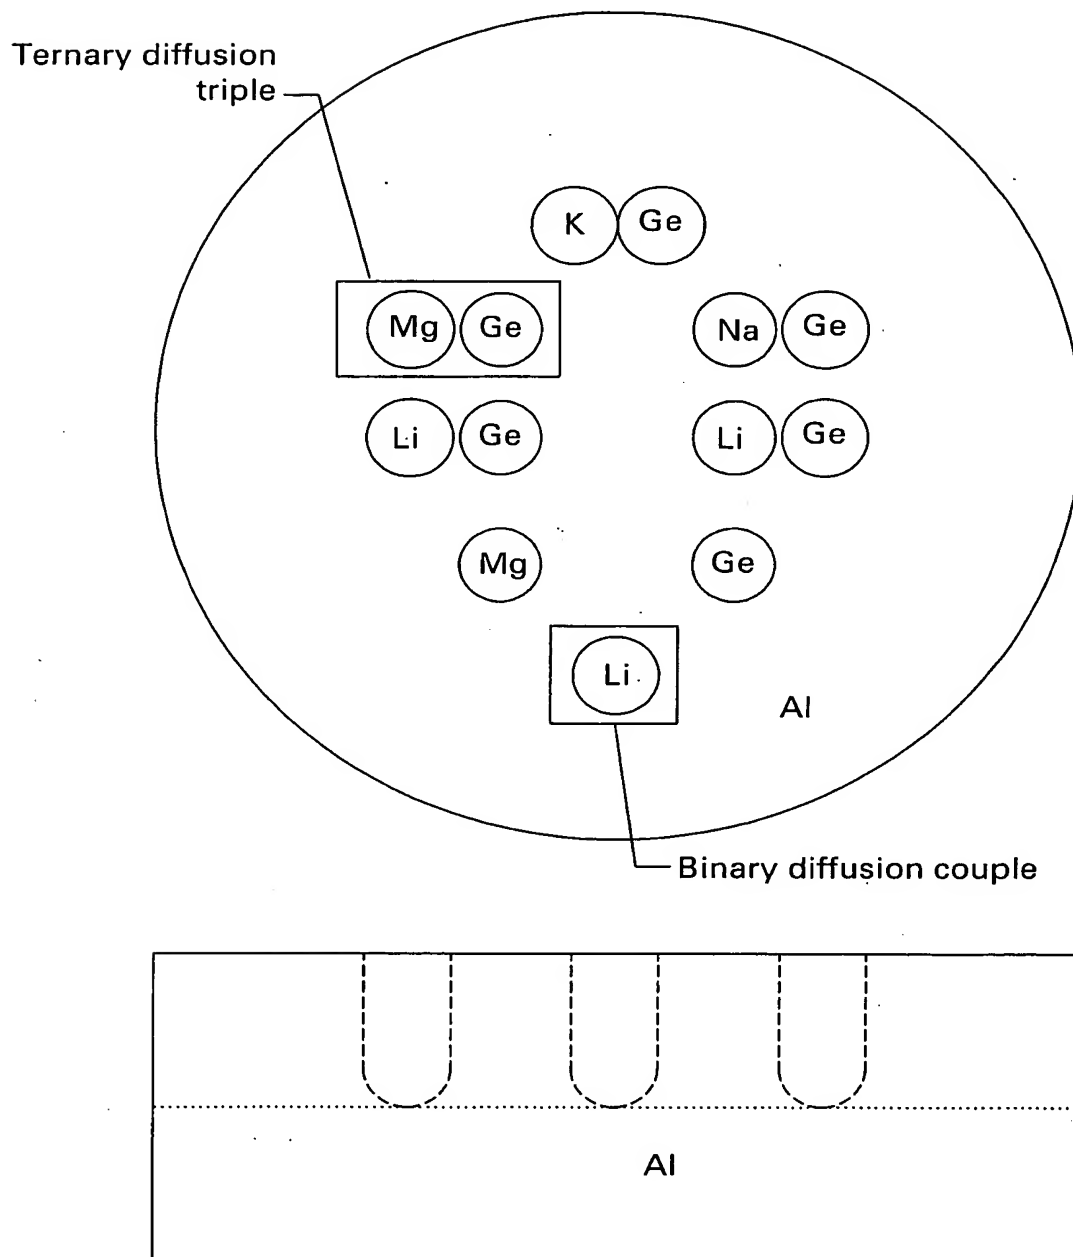 Ternary diffusion
triple
K Ge
Mg Ge Na Ge
Li Ge Li Ge
Mg Ge
Li
Al
Binary diffusion couple
Al